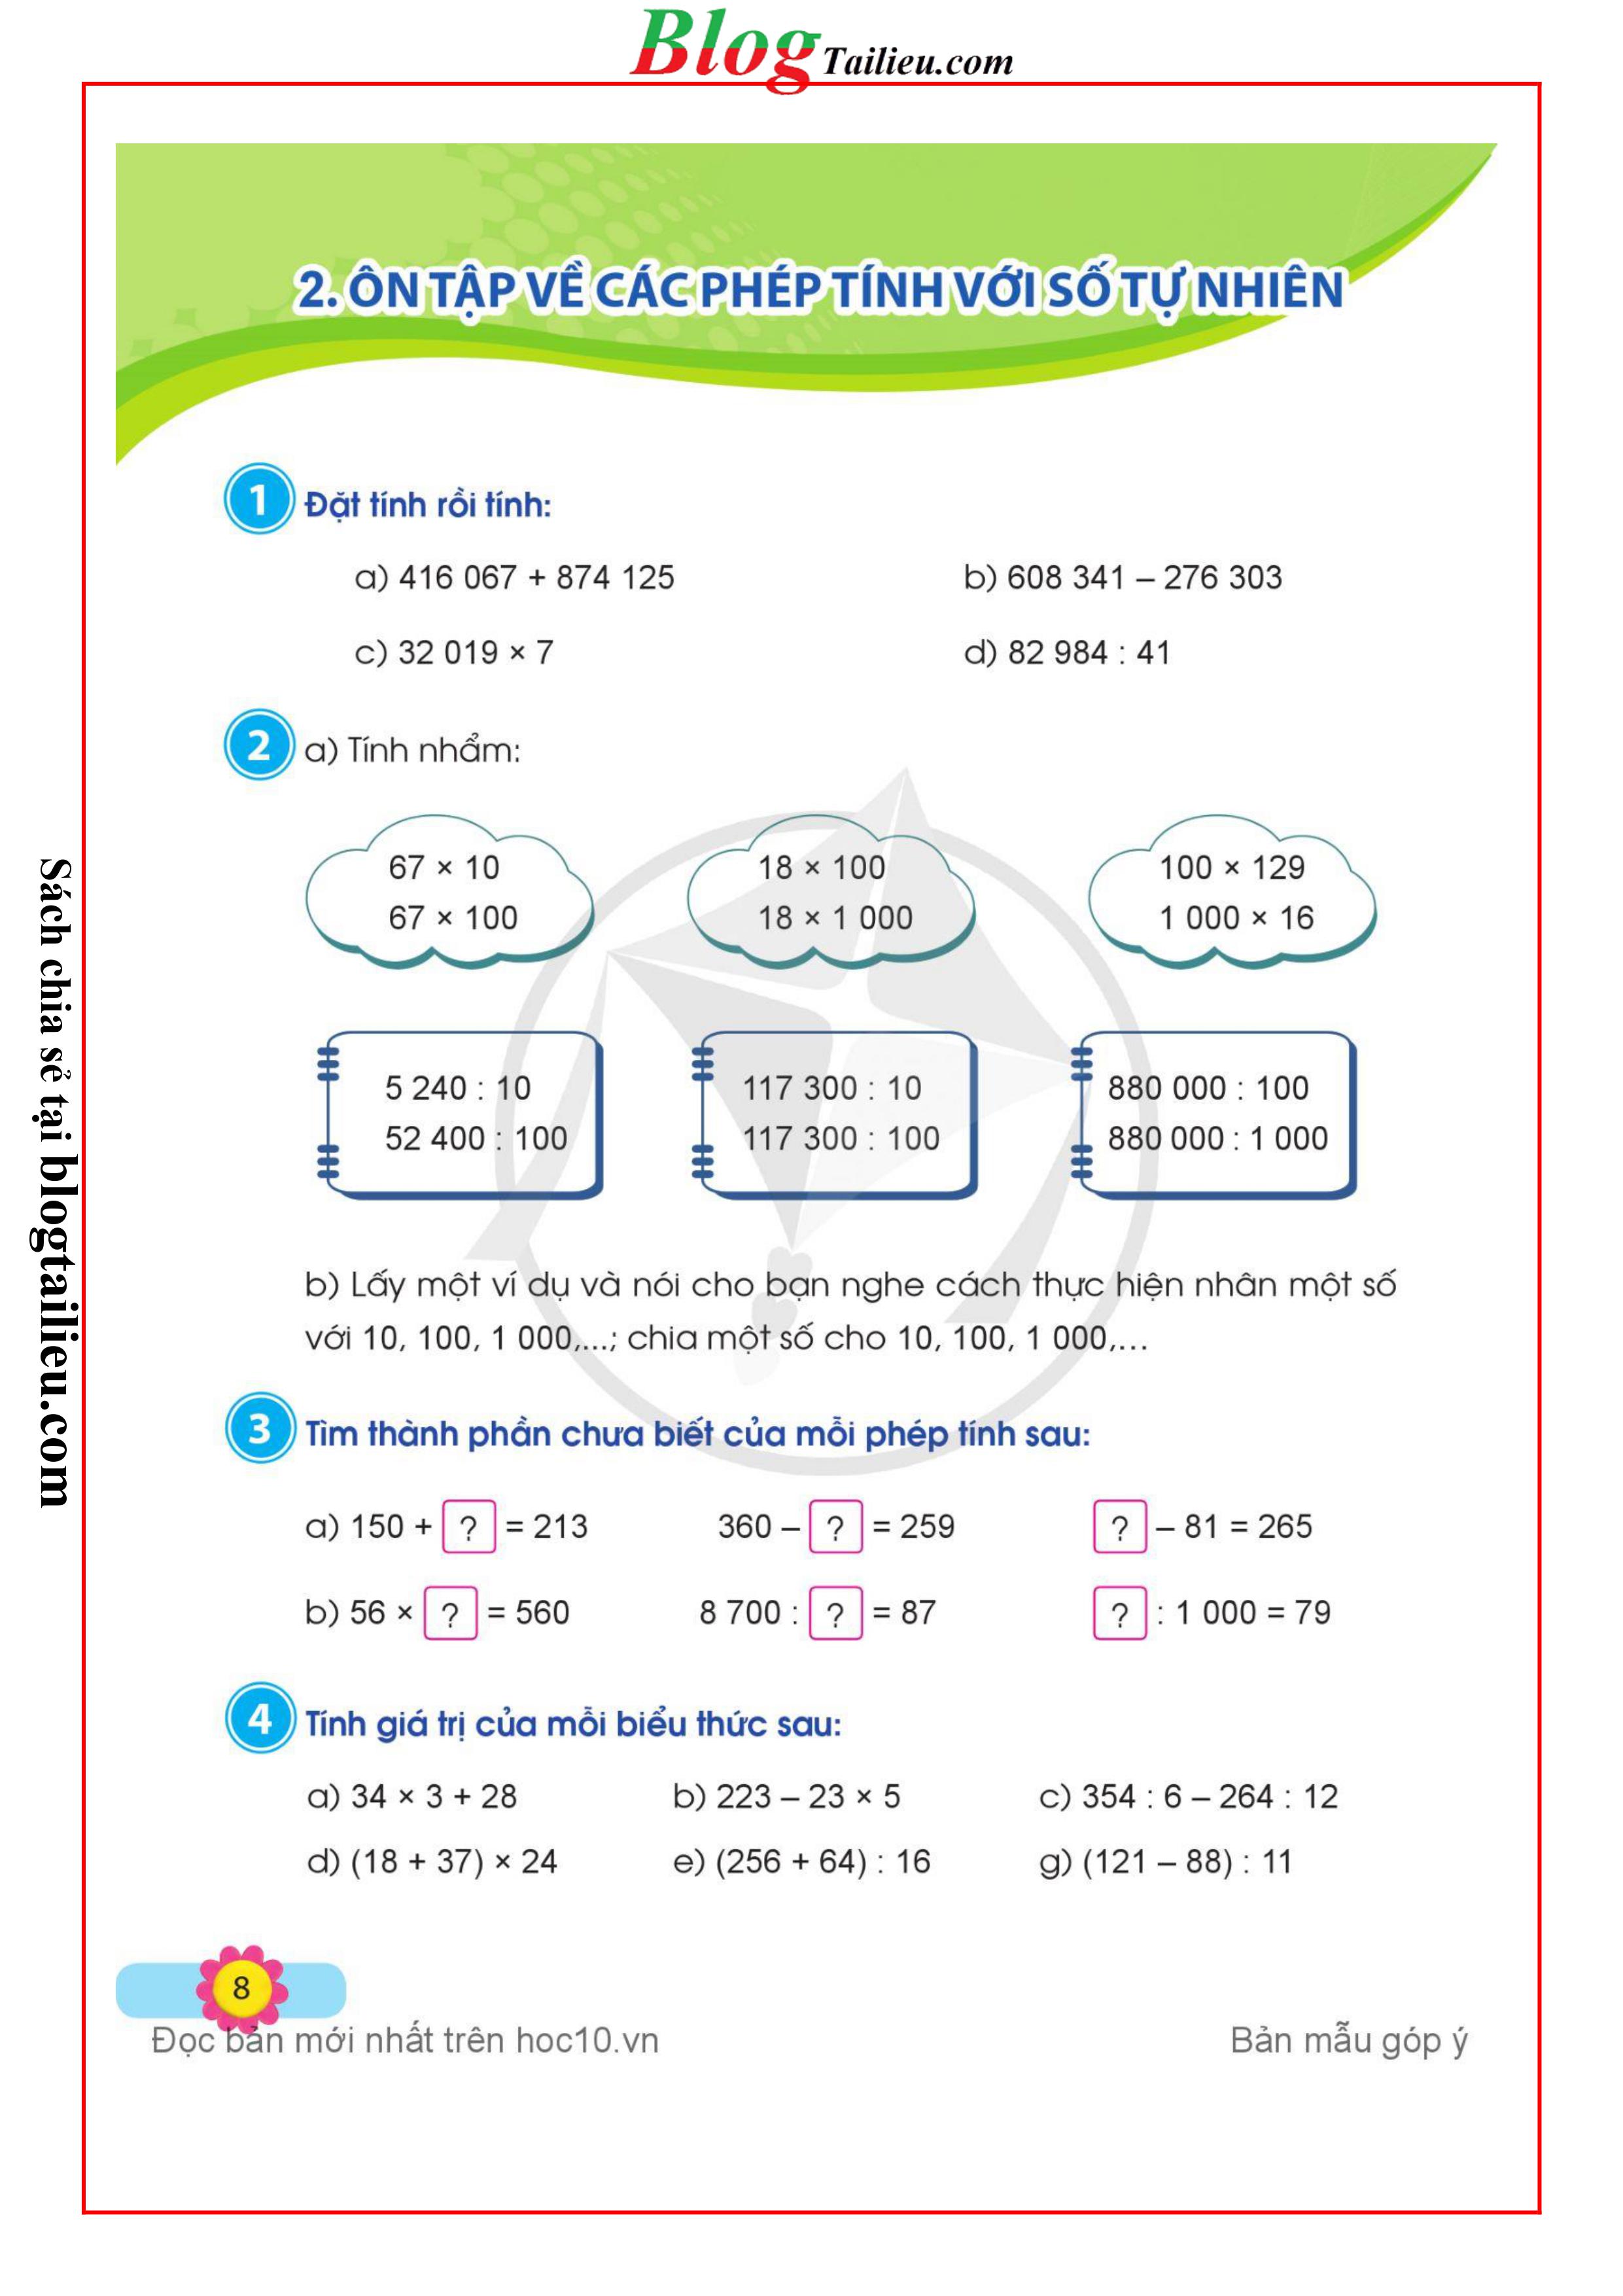 Blog Tailieu.com
2. ÔN TẬP VỀ CÁC PHÉP TÍNH VỚI SỐ TỰ NHIÊN
1 Đặt tính rồi tính:
a) 416 067 + 874 125 b) 608 341 – 276 303
c) 32 019 × 7 d) 82 984 : 41
2 a) Tính nhẩm:
67 × 10 18 × 100 100 × 129
67 × 100 18 × 1 000 1 000 × 16
5 240 : 10 117 300 : 10 880 000 : 100
52 400 : 100 117 300 : 100 880 000 : 1 000
b) Lấy một ví dụ và nói cho bạn nghe cách thực hiện nhân một số
với 10, 100, 1 000,...; chia một số cho 10, 100, 1 000,...
3 Tìm thành phần chưa biết của mỗi phép tính sau:
a) 150 + ? = 213 360 – ? = 259 ? – 81 = 265
b) 56 × ? = 560 8 700 : ? = 87 ? : 1 000 = 79
4 Tính giá trị của mỗi biểu thức sau:
a) 34 × 3 + 28 b) 223 – 23 × 5 c) 354 : 6 – 264 : 12
d) (18 + 37) × 24 e) (256 + 64) : 16 g) (121 – 88) : 11
8
Đọc bản mới nhất trên hoc10.vn Bản mẫu góp ý
Sách chia sẻ tại blogtailieu.com